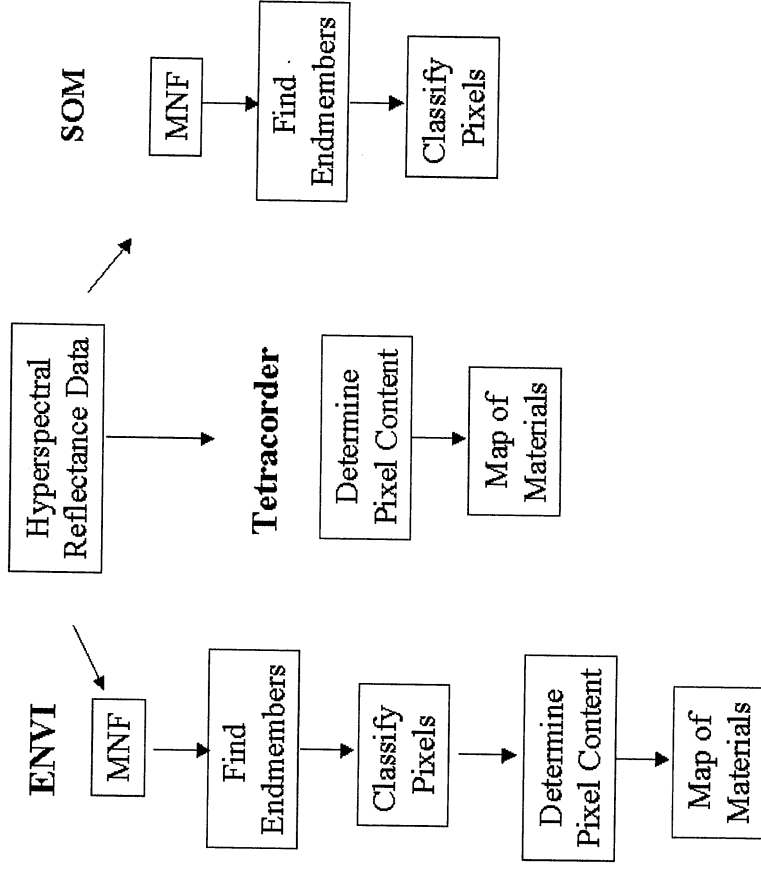 Hyperspectral
Reflectance Data
ENVI
MNF
Find
Endmembers
Classify
Pixels
Determine
Pixel Content
Map of
Materials
Tetracorder
Determine
Pixel Content
Map of
Materials
SOM
MNF
Find
Endmembers
Classify
Pixels